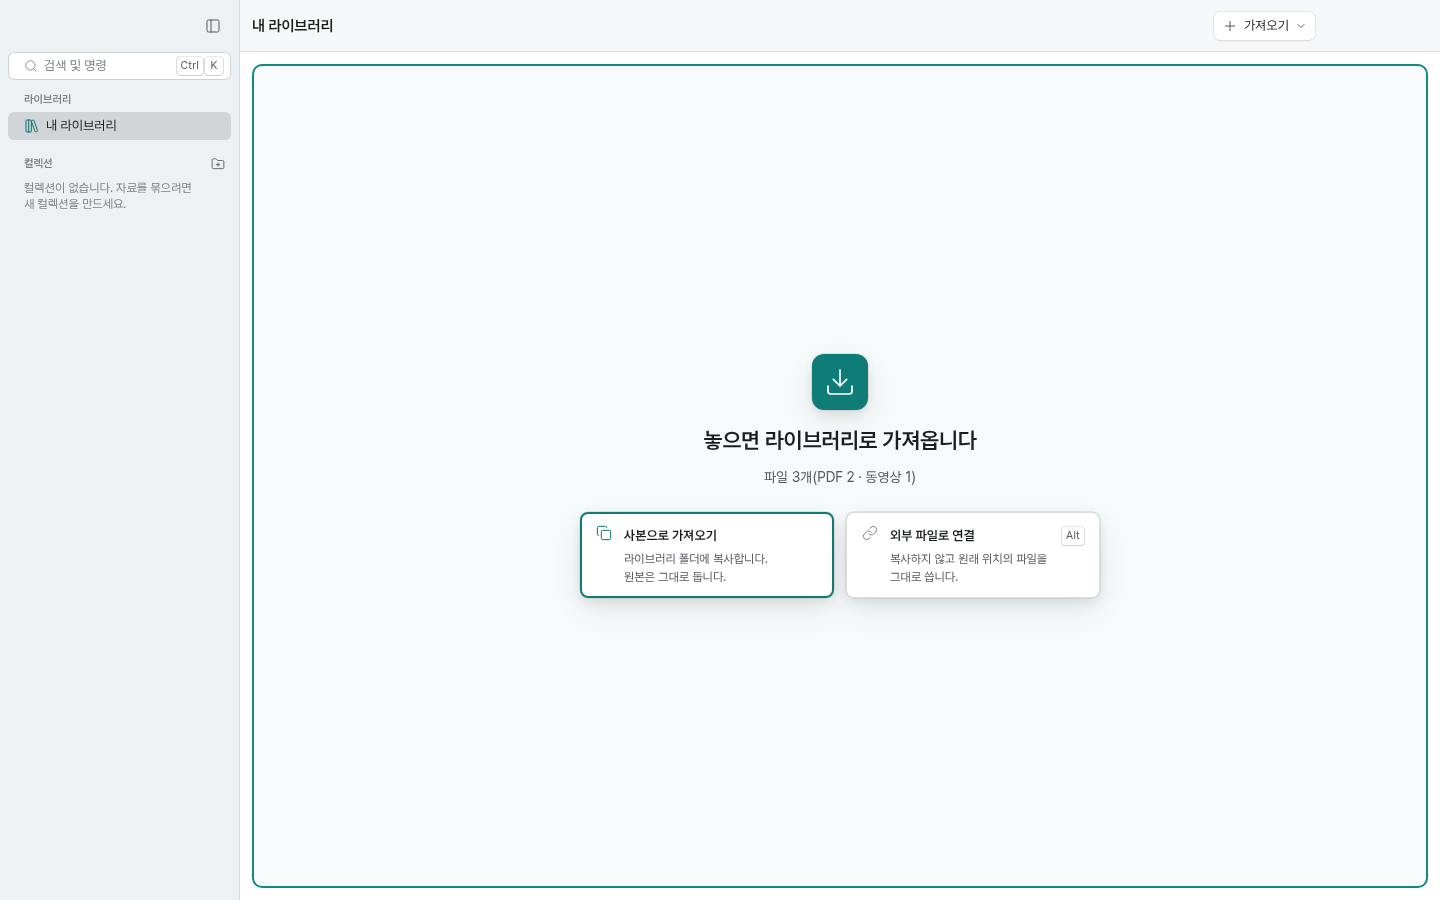 내 라이브러리
가져오기
검색 및 명령 Ctrl K
라이브러리
내 라이브러리
컬렉션
컬렉션이 없습니다. 자료를 묶으려면
새 컬렉션을 만드세요.
놓으면 라이브러리로 가져옵니다
파일 3개(PDF 2 · 동영상 1)
사본으로 가져오기
라이브러리 폴더에 복사합니다.
원본은 그대로 둡니다.
외부 파일로 연결 Alt
복사하지 않고 원래 위치의 파일을
그대로 씁니다.